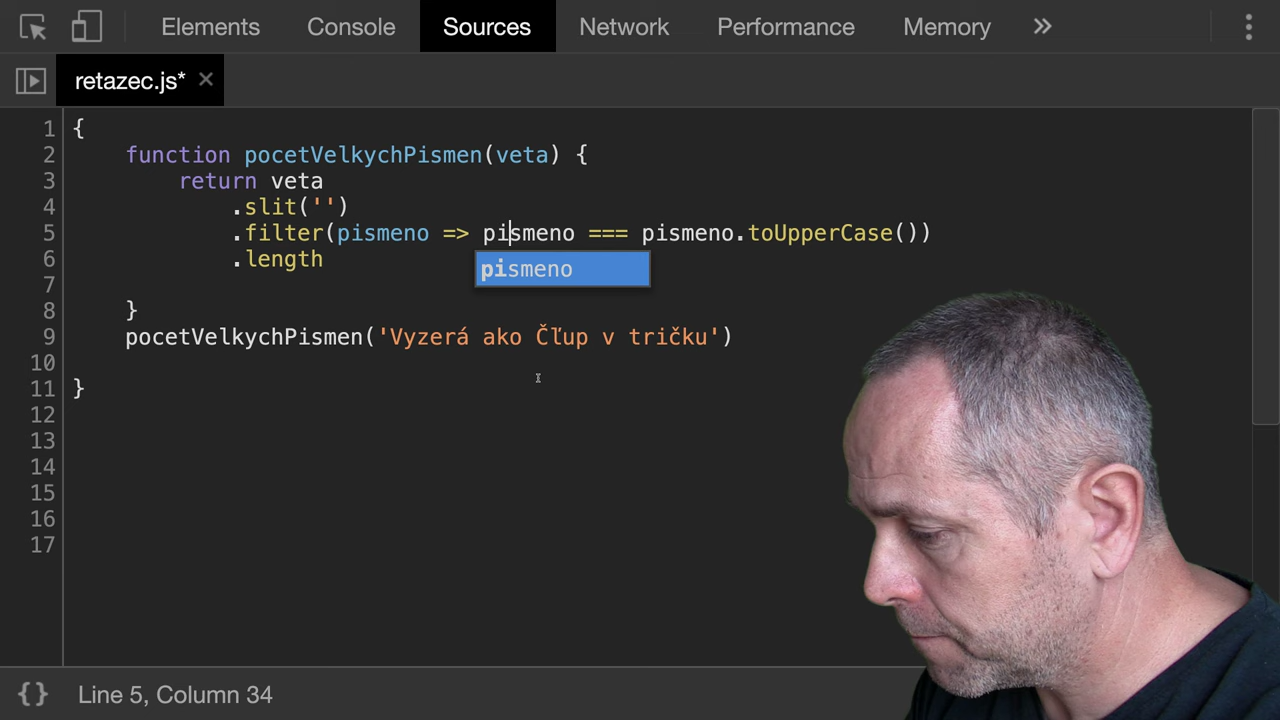 Elements Console Sources Network Performance Memory »
retazec.js* ×
1 {
2 function pocetVelkychPismen(veta) {
3 return veta
4 .slit('')
5 .filter(pismeno => pismeno === pismeno.toUpperCase())
6 .length
pismeno
7
8 }
9 pocetVelkychPismen('Vyzerá ako Čľup v tričku')
10
11 }
12
13
14
15
16
17
{} Line 5, Column 34